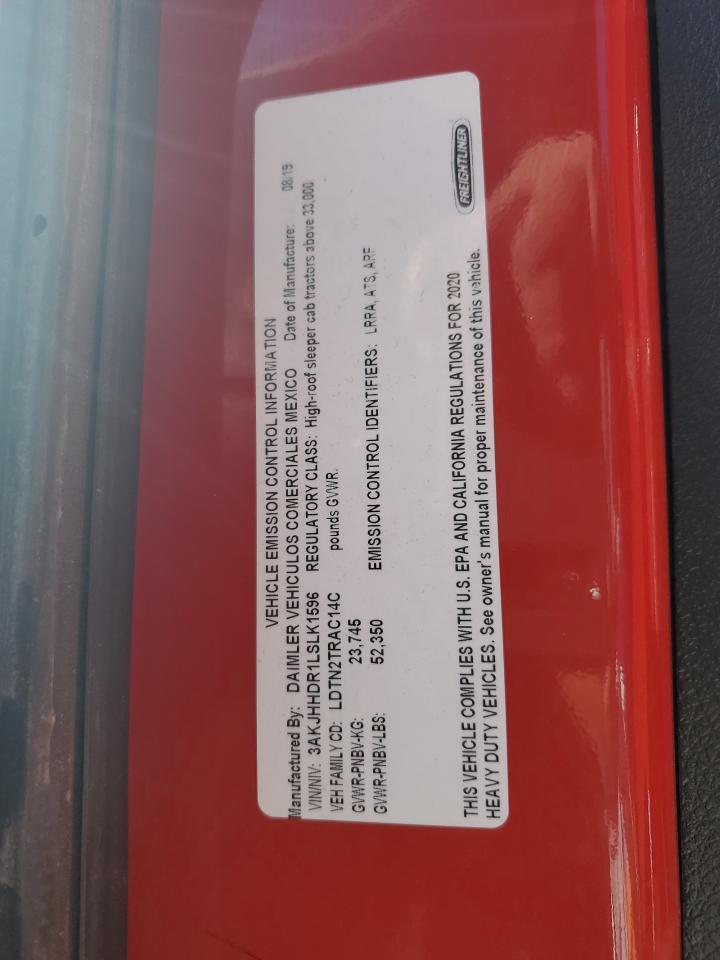 VEHICLE EMISSION CONTROL INFORMATION
Manufactured By: DAIMLER VEHICULOS COMERCIALES MEXICO Date of Manufacture: 08/19
VIN/NIV: 3AKJHHDR1LSLK1596 REGULATORY CLASS: High-roof sleeper cab tractors above 33,000
VEH FAMILY CD: LDTN2TRAC14C pounds GVWR.
GVWR-PNBV-KG: 23,745
GVWR-PNBV-LBS: 52,350 EMISSION CONTROL IDENTIFIERS: LRRA, ATS, ARF
THIS VEHICLE COMPLIES WITH U.S. EPA AND CALIFORNIA REGULATIONS FOR 2020
HEAVY DUTY VEHICLES. See owner's manual for proper maintenance of this vehicle.
FREIGHTLINER